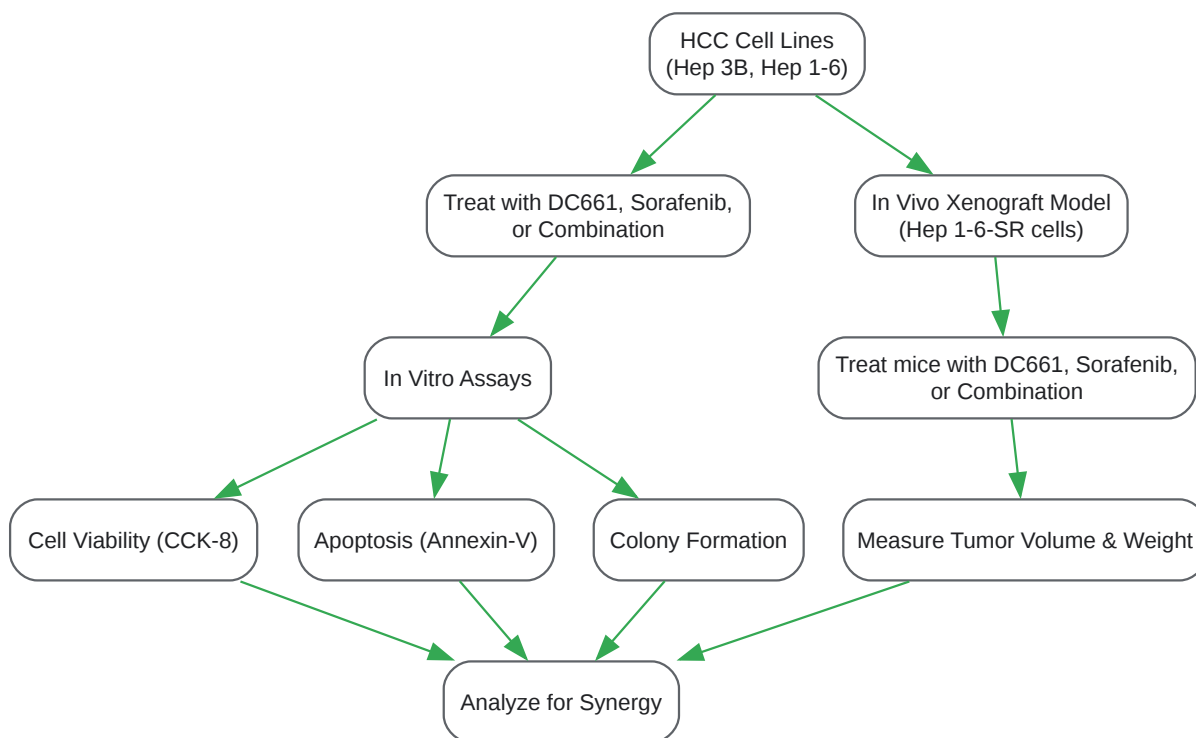 HCC Cell Lines
(Hep 3B, Hep 1-6)
Treat with DC661, Sorafenib,
or Combination
In Vivo Xenograft Model
(Hep 1-6-SR cells)
In Vitro Assays
Treat mice with DC661, Sorafenib,
or Combination
Cell Viability (CCK-8)
Apoptosis (Annexin-V)
Colony Formation
Measure Tumor Volume & Weight
Analyze for Synergy